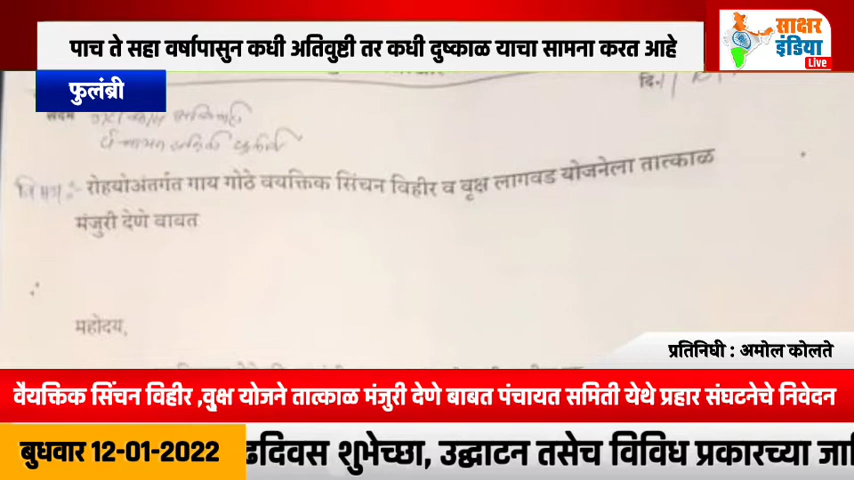 पाच ते सहा वर्षापासुन कधी अतिवुष्टी तर कधी दुष्काळ याचा सामना करत आहे
साक्षर
इंडिया
Live
फुलंब्री
दि.
विषय:- रोहयोअंतर्गत गाय गोठे वयक्तिक सिंचन विहीर व वृक्ष लागवड योजनेला तात्काळ
मंजुरी देणे बाबत
महोदय,
प्रतिनिधी : अमोल कोलते
वैयक्तिक सिंचन विहीर ,वृक्ष योजने तात्काळ मंजुरी देणे बाबत पंचायत समिती येथे प्रहार संघटनेचे निवेदन
बुधवार 12-01-2022
ढदिवस शुभेच्छा, उद्घाटन तसेच विविध प्रकारच्या जाि